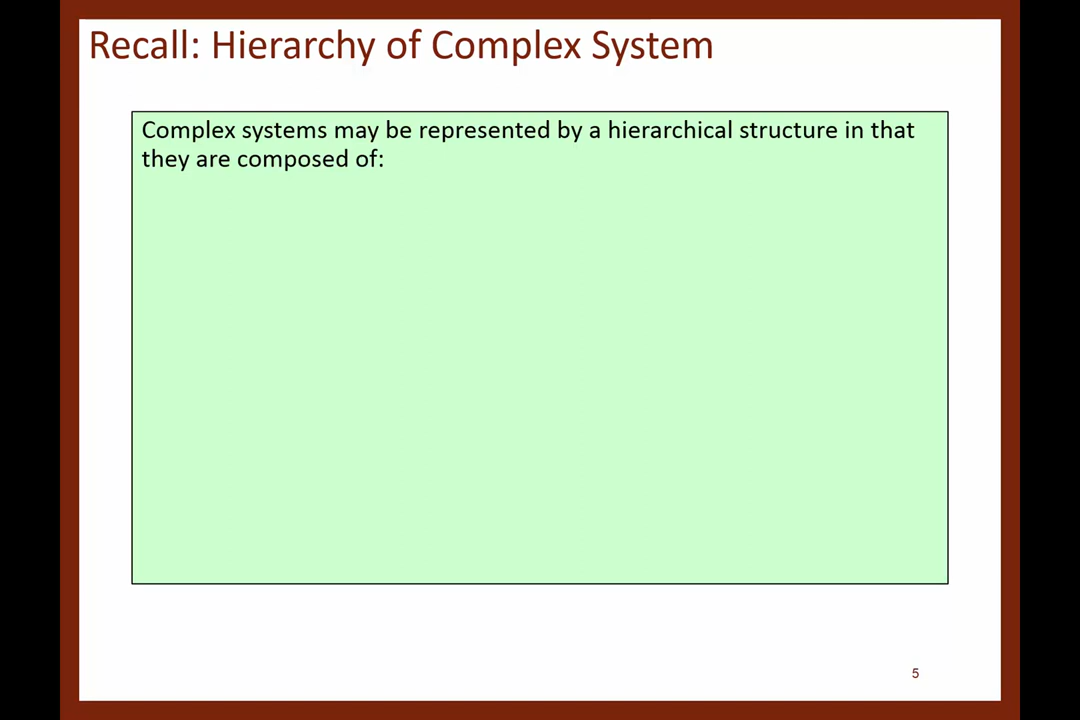 Recall: Hierarchy of Complex System
Complex systems may be represented by a hierarchical structure in that
they are composed of:
5